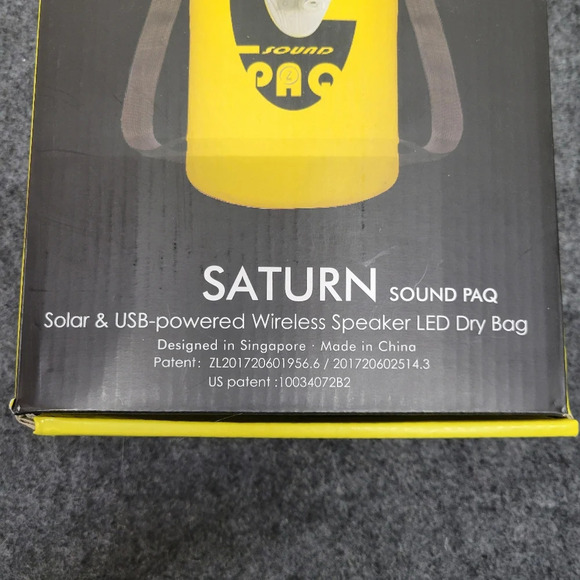 SOUND
PAQ
SATURN SOUND PAQ
Solar & USB-powered Wireless Speaker LED Dry Bag
Designed in Singapore · Made in China
Patent: ZL201720601956.6 / 201720602514.3
US patent :10034072B2